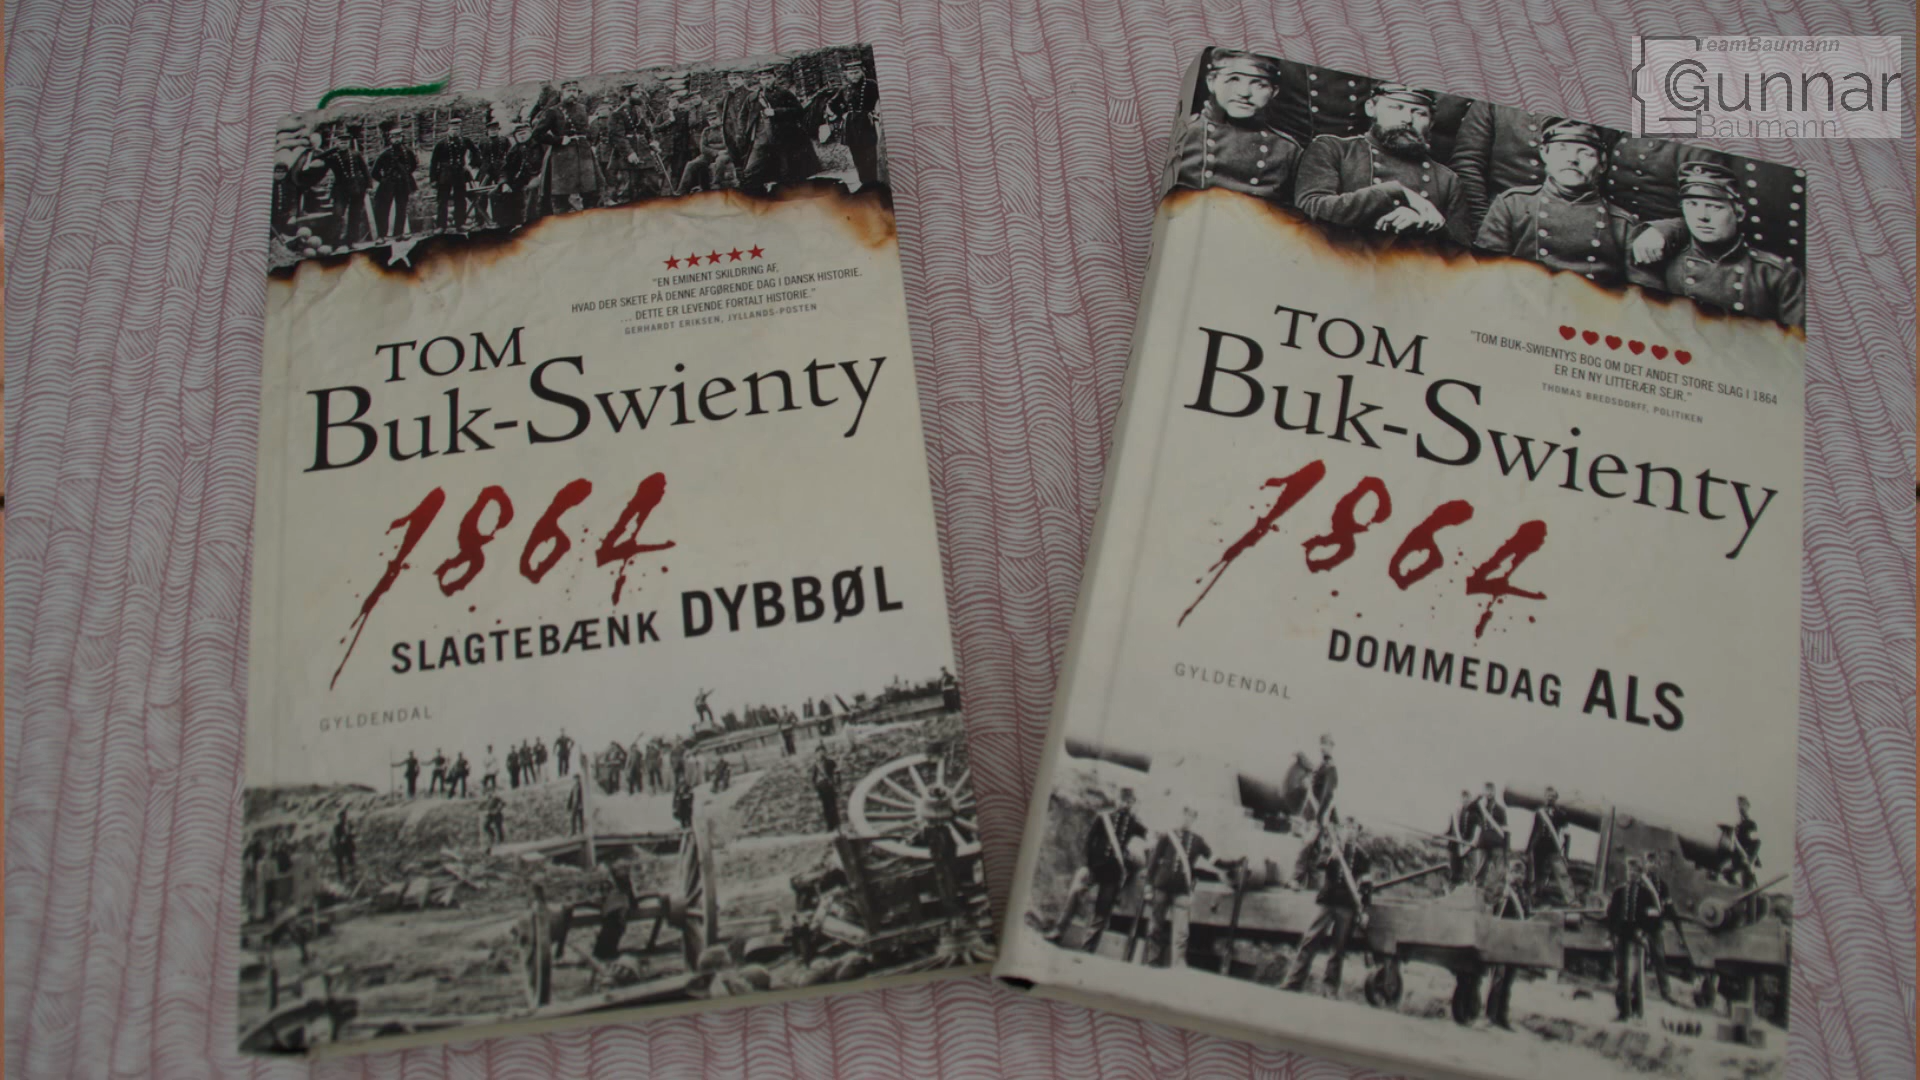 ★★★★★
"EN EMINENT SKILDRING AF,
HVAD DER SKETE PÅ DENNE AFGØRENDE DAG I DANSK HISTORIE.
... DETTE ER LEVENDE FORTALT HISTORIE."
GERHARDT ERIKSEN, JYLLANDS-POSTEN
TOM
BUK-SWIENTY
1864
SLAGTEBÆNK DYBBØL
GYLDENDAL
♥♥♥♥♥♥
"TOM BUK-SWIENTYS BOG OM DET ANDET STORE SLAG I 1864
ER EN NY LITTERÆR SEJR."
THOMAS BREDSDORFF, POLITIKEN
TOM
BUK-SWIENTY
1864
DOMMEDAG ALS
GYLDENDAL
TeamBaumann
Gunnar
Baumann